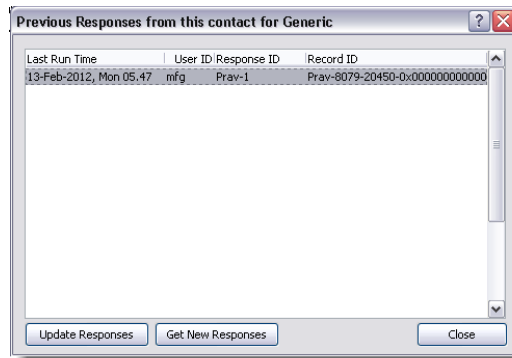 Previous Responses from this contact for Generic
Last Run Time User ID Response ID Record ID
13-Feb-2012, Mon 05.47 mfg Prav-1 Prav-8079-20450-0x000000000000
Update Responses Get New Responses Close